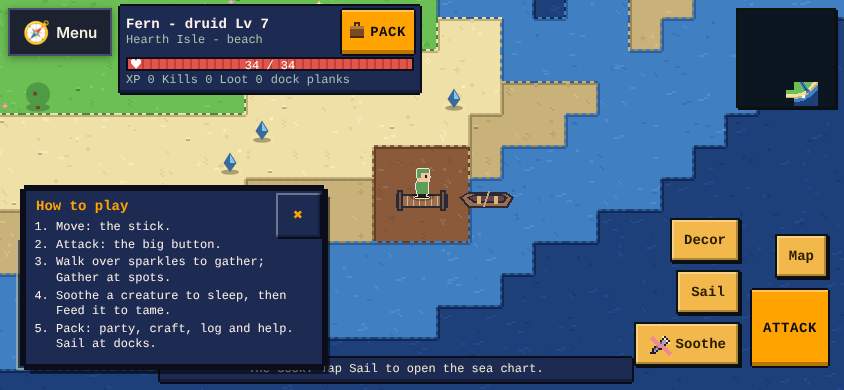 Menu
Fern - druid Lv 7
Hearth Isle - beach
PACK
34 / 34
XP 0 Kills 0 Loot 0 dock planks
How to play
1. Move: the stick.
2. Attack: the big button.
3. Walk over sparkles to gather;
Gather at spots.
4. Soothe a creature to sleep, then
Feed it to tame.
5. Pack: party, craft, log and help.
Sail at docks.
Decor
Map
Sail
ATTACK
Soothe
Tap Sail to open the sea chart.